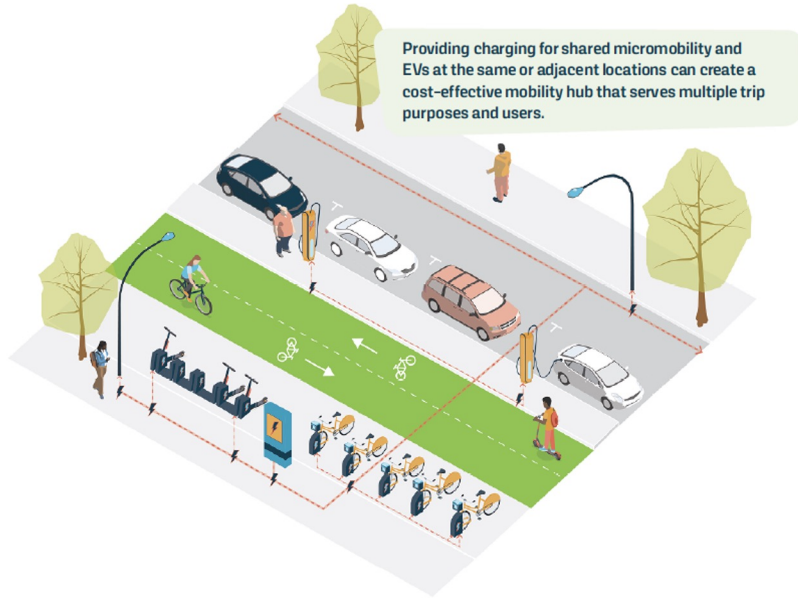 Providing charging for shared micromobility and
EVs at the same or adjacent locations can create a
cost-effective mobility hub that serves multiple trip
purposes and users.